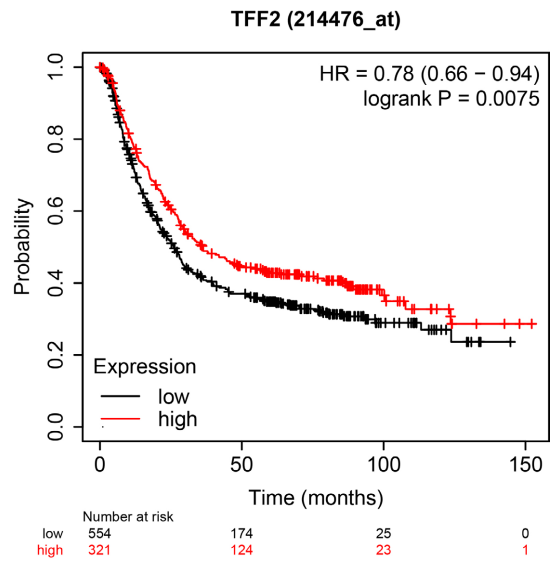 TFF2 (214476_at)
HR = 0.78 (0.66 − 0.94)
logrank P = 0.0075
1.0
0.8
0.6
0.4
0.2
0.0
Probability
Expression
low
high
0 50 100 150
Time (months)
Number at risk
low 554 174 25 0
high 321 124 23 1